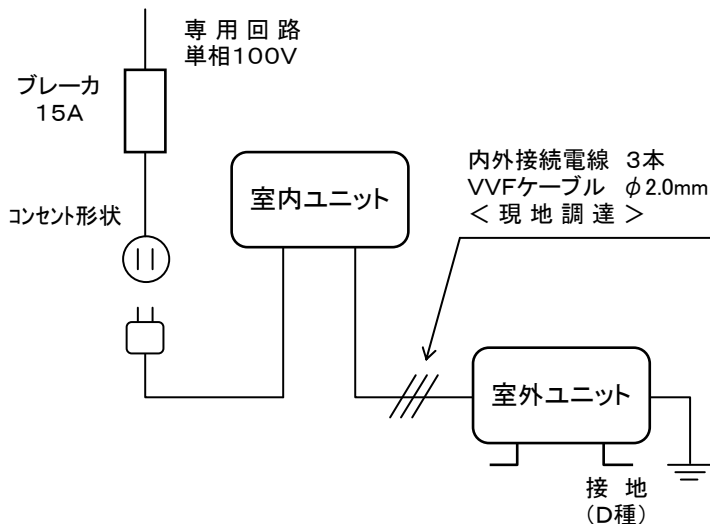 専用回路
単相100V
ブレーカ
15A
コンセント形状
室内ユニット
内外接続電線 3本
VVFケーブル φ2.0mm
＜現地調達＞
室外ユニット
接地
(D種)